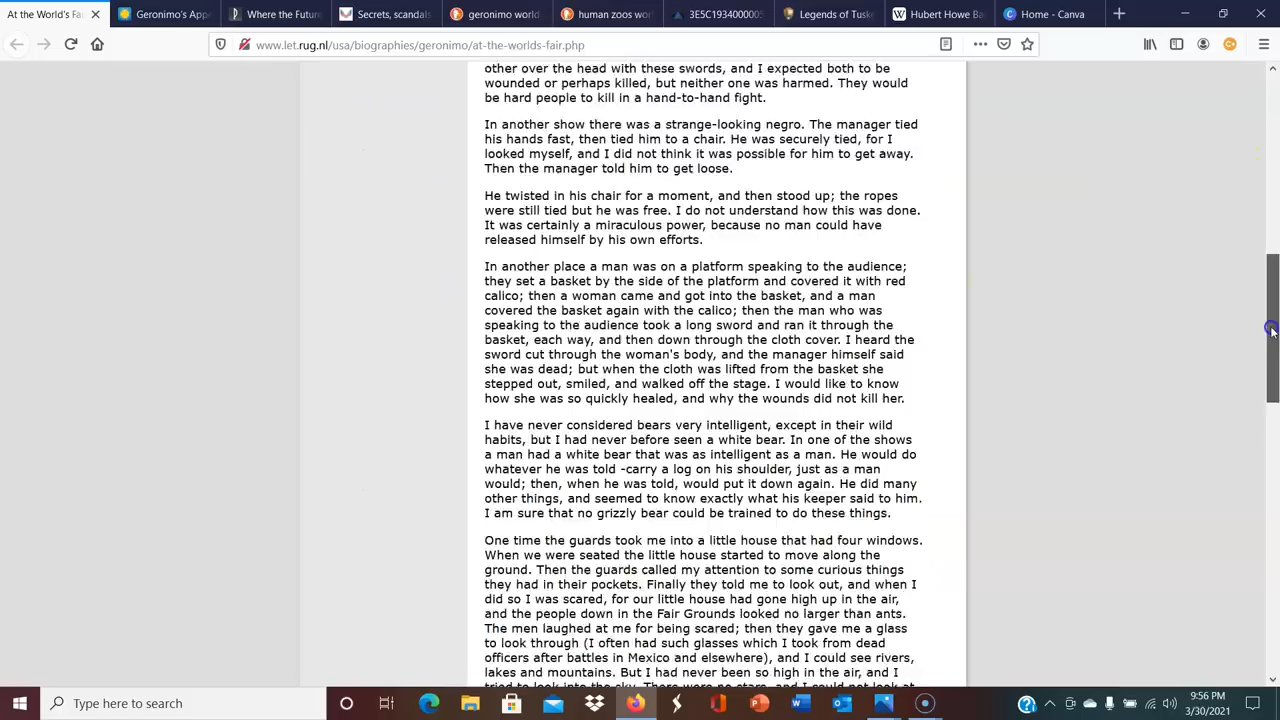 At the World's Fai
Geronimo's App
Where the Future
Secrets, scandals
geronimo world
human zoos wor
3E5C1934000005
Legends of Tuske
Hubert Howe Ba
Home - Canva
www.let.rug.nl/usa/biographies/geronimo/at-the-worlds-fair.php
other over the head with these swords, and I expected both to be
wounded or perhaps killed, but neither one was harmed. They would
be hard people to kill in a hand-to-hand fight.
In another show there was a strange-looking negro. The manager tied
his hands fast, then tied him to a chair. He was securely tied, for I
looked myself, and I did not think it was possible for him to get away.
Then the manager told him to get loose.
He twisted in his chair for a moment, and then stood up; the ropes
were still tied but he was free. I do not understand how this was done.
It was certainly a miraculous power, because no man could have
released himself by his own efforts.
In another place a man was on a platform speaking to the audience;
they set a basket by the side of the platform and covered it with red
calico; then a woman came and got into the basket, and a man
covered the basket again with the calico; then the man who was
speaking to the audience took a long sword and ran it through the
basket, each way, and then down through the cloth cover. I heard the
sword cut through the woman's body, and the manager himself said
she was dead; but when the cloth was lifted from the basket she
stepped out, smiled, and walked off the stage. I would like to know
how she was so quickly healed, and why the wounds did not kill her.
I have never considered bears very intelligent, except in their wild
habits, but I had never before seen a white bear. In one of the shows
a man had a white bear that was as intelligent as a man. He would do
whatever he was told -carry a log on his shoulder, just as a man
would; then, when he was told, would put it down again. He did many
other things, and seemed to know exactly what his keeper said to him.
I am sure that no grizzly bear could be trained to do these things.
One time the guards took me into a little house that had four windows.
When we were seated the little house started to move along the
ground. Then the guards called my attention to some curious things
they had in their pockets. Finally they told me to look out, and when I
did so I was scared, for our little house had gone high up in the air,
and the people down in the Fair Grounds looked no larger than ants.
The men laughed at me for being scared; then they gave me a glass
to look through (I often had such glasses which I took from dead
officers after battles in Mexico and elsewhere), and I could see rivers,
lakes and mountains. But I had never been so high in the air, and I
tried to look into the sky. There were no stars, and I could not look at
Type here to search
9:56 PM
3/30/2021